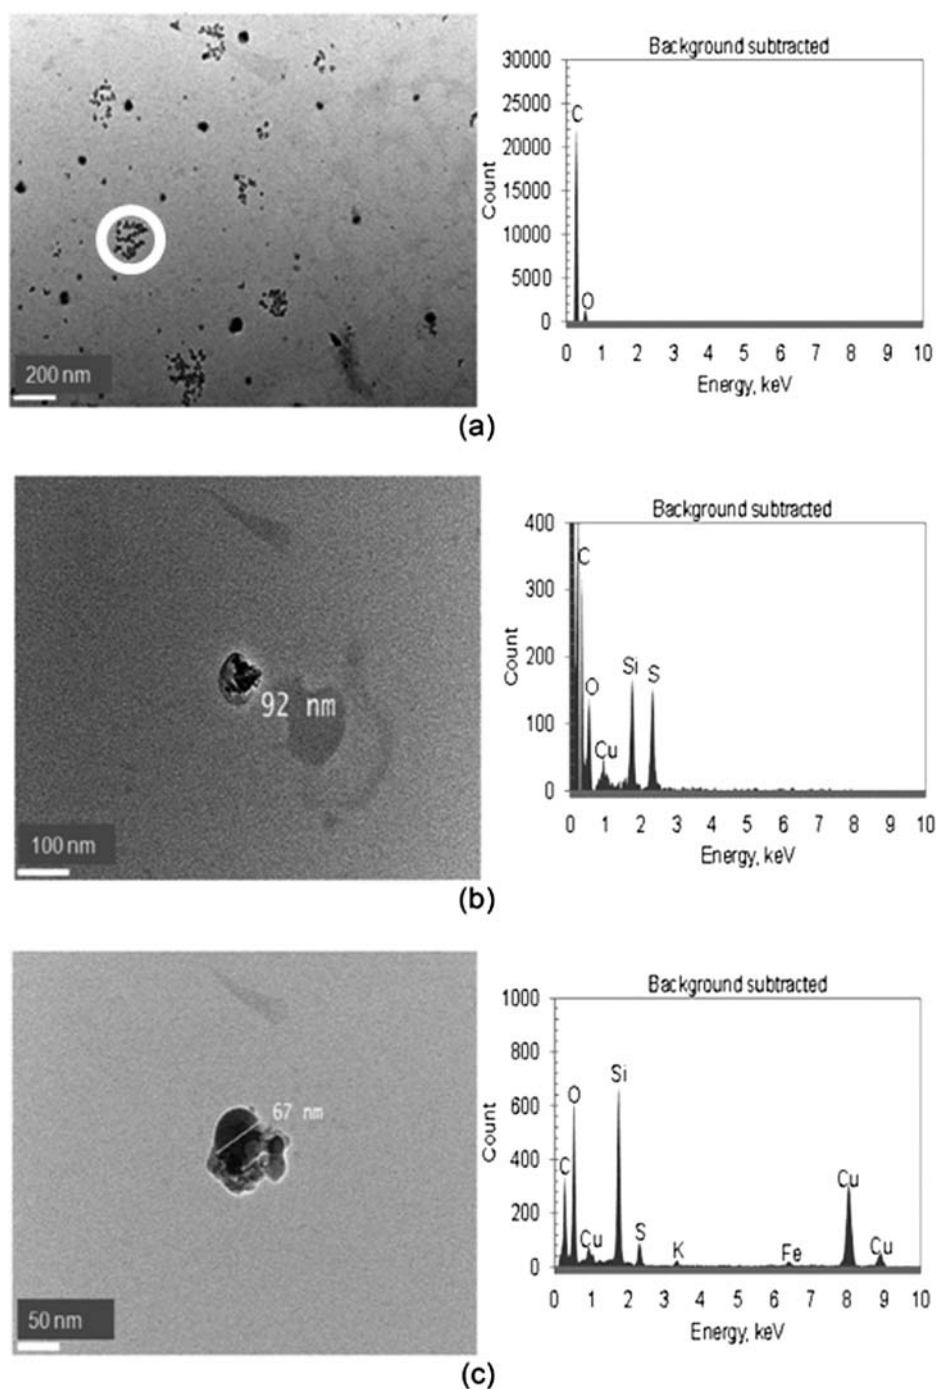 Background subtracted
30000
25000
20000
15000
10000
5000
0
Count
C
O
0 1 2 3 4 5 6 7 8 9 10
Energy, keV
200 nm
(a)
Background subtracted
400
300
200
100
0
Count
C
O
Cu
Si
S
0 1 2 3 4 5 6 7 8 9 10
Energy, keV
92 nm
100 nm
(b)
Background subtracted
1000
800
600
400
200
0
Count
C
O
Cu
Si
S
K
Fe
Cu
Cu
0 1 2 3 4 5 6 7 8 9 10
Energy, keV
67 nm
50 nm
(c)